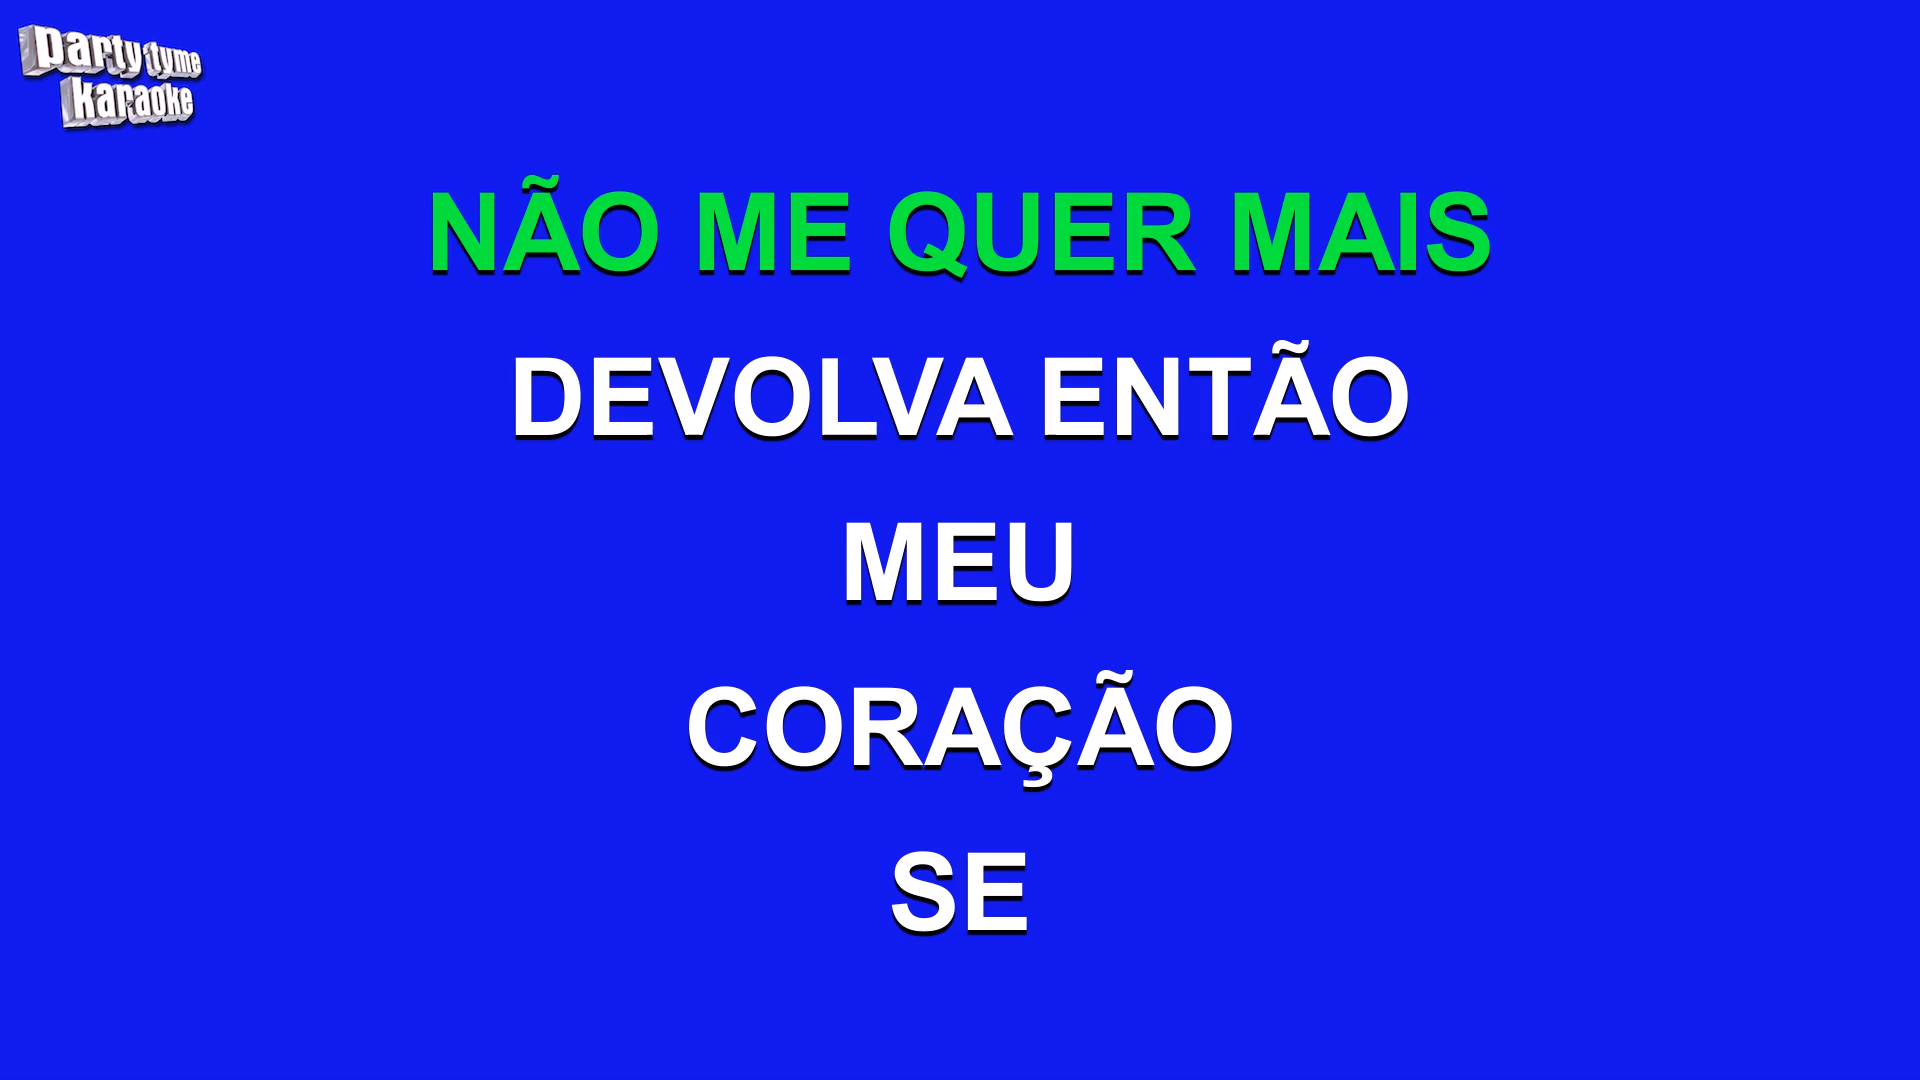 party tyme
karaoke
NÃO ME QUER MAIS
DEVOLVA ENTÃO
MEU
CORAÇÃO
SE